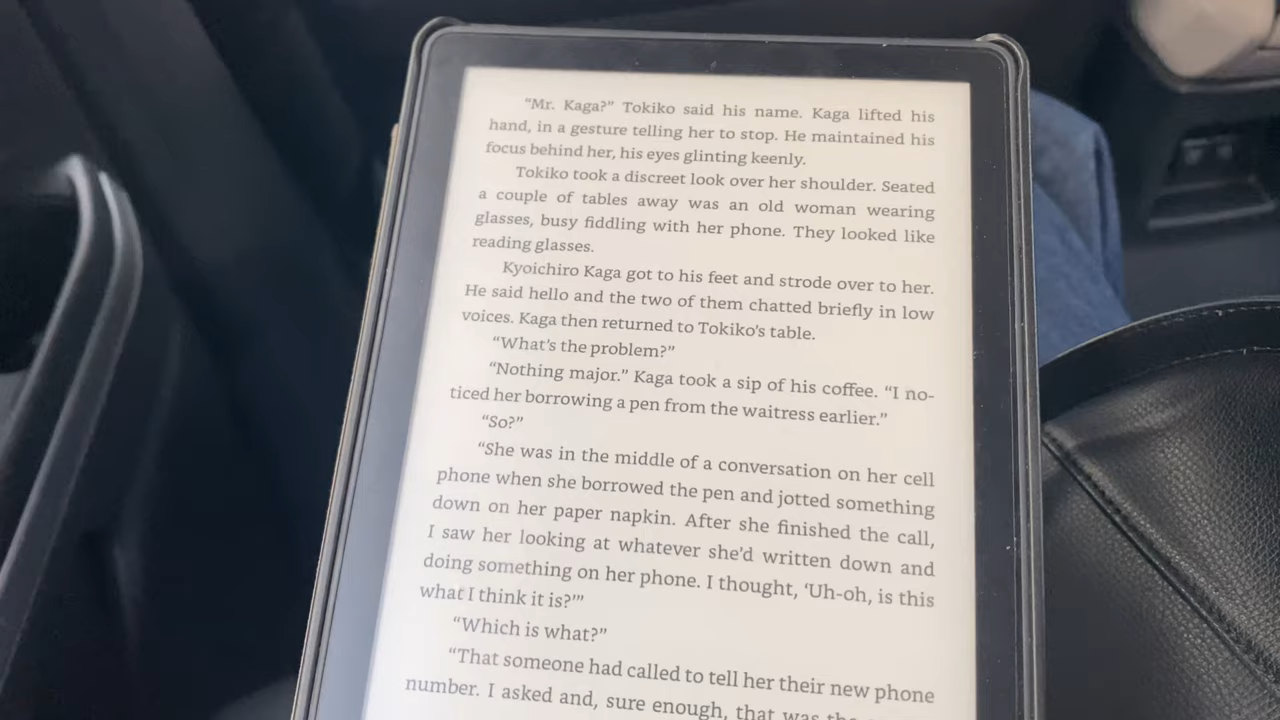 “Mr. Kaga?” Tokiko said his name. Kaga lifted his
hand, in a gesture telling her to stop. He maintained his
focus behind her, his eyes glinting keenly.
Tokiko took a discreet look over her shoulder. Seated
a couple of tables away was an old woman wearing
glasses, busy fiddling with her phone. They looked like
reading glasses.
Kyoichiro Kaga got to his feet and strode over to her.
He said hello and the two of them chatted briefly in low
voices. Kaga then returned to Tokiko’s table.
“What’s the problem?”
“Nothing major.” Kaga took a sip of his coffee. “I no-
ticed her borrowing a pen from the waitress earlier.”
“So?”
“She was in the middle of a conversation on her cell
phone when she borrowed the pen and jotted something
down on her paper napkin. After she finished the call,
I saw her looking at whatever she’d written down and
doing something on her phone. I thought, ‘Uh-oh, is this
what I think it is?’”
“Which is what?”
“That someone had called to tell her their new phone
number. I asked and, sure enough, that was the